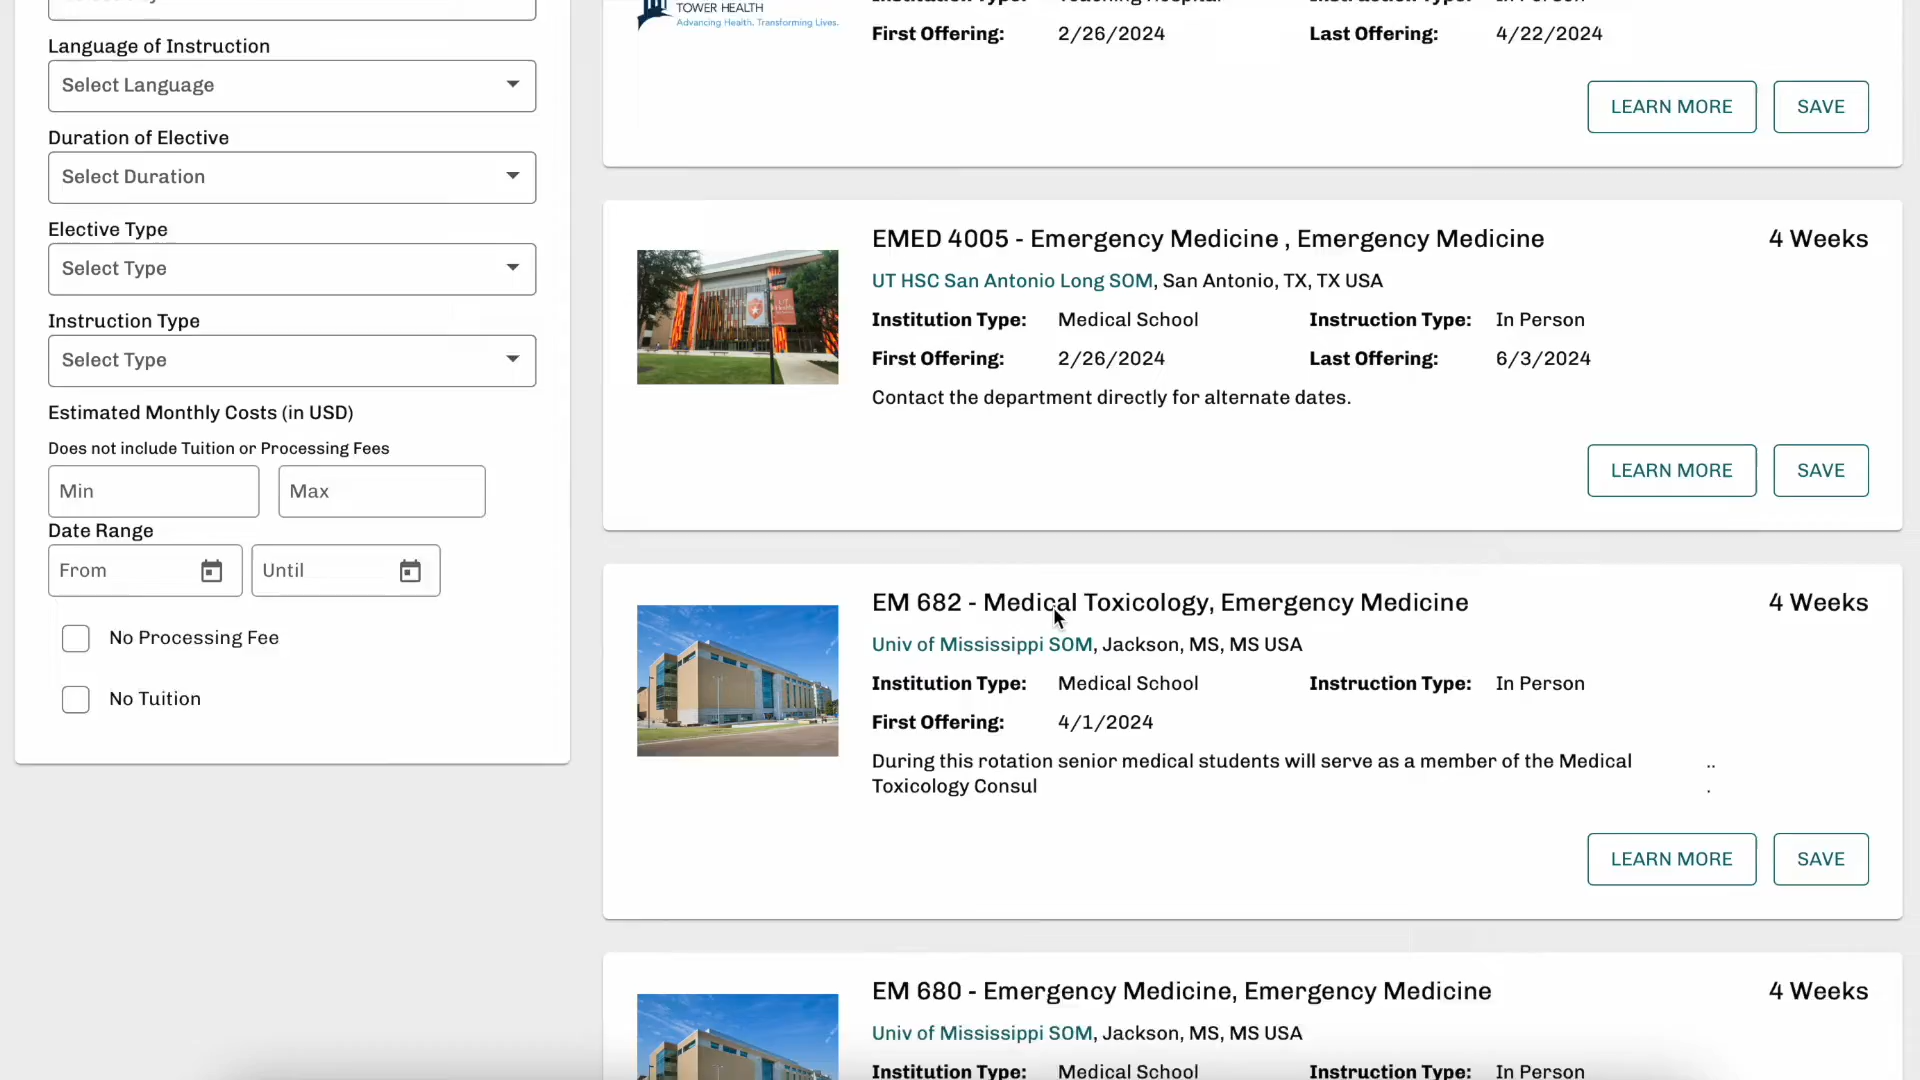 Language of Instruction
Select Language
Duration of Elective
Select Duration
Elective Type
Select Type
Instruction Type
Select Type
Estimated Monthly Costs (in USD)
Does not include Tuition or Processing Fees
Min Max
Date Range
From Until
No Processing Fee
No Tuition
TOWER HEALTH
Advancing Health. Transforming Lives.
First Offering: 2/26/2024 Last Offering: 4/22/2024
LEARN MORE SAVE
EMED 4005 - Emergency Medicine , Emergency Medicine 4 Weeks
UT HSC San Antonio Long SOM, San Antonio, TX, TX USA
Institution Type: Medical School Instruction Type: In Person
First Offering: 2/26/2024 Last Offering: 6/3/2024
Contact the department directly for alternate dates.
LEARN MORE SAVE
EM 682 - Medical Toxicology, Emergency Medicine 4 Weeks
Univ of Mississippi SOM, Jackson, MS, MS USA
Institution Type: Medical School Instruction Type: In Person
First Offering: 4/1/2024
During this rotation senior medical students will serve as a member of the Medical ..
Toxicology Consul .
LEARN MORE SAVE
EM 680 - Emergency Medicine, Emergency Medicine 4 Weeks
Univ of Mississippi SOM, Jackson, MS, MS USA
Institution Type: Medical School Instruction Type: In Person